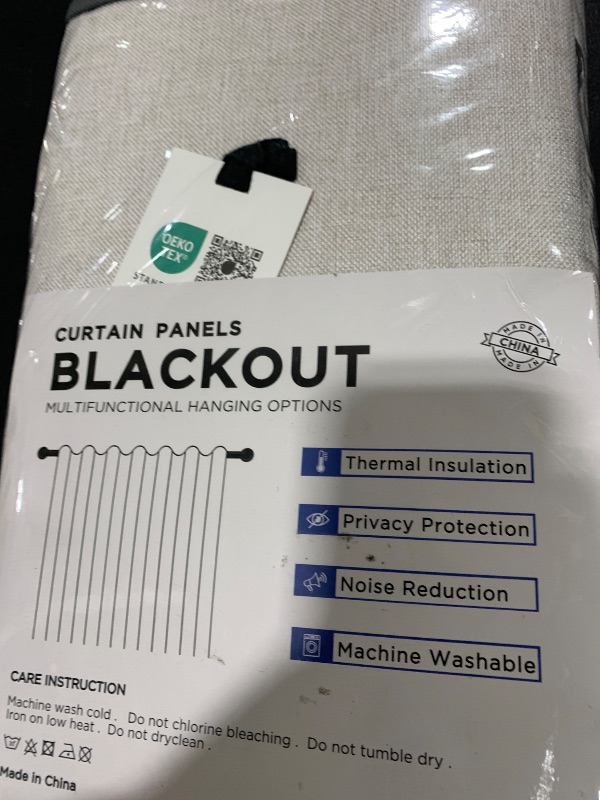 OEKO
TEX®
CURTAIN PANELS
BLACKOUT
MULTIFUNCTIONAL HANGING OPTIONS
MADE IN
CHINA
MADE IN
Thermal Insulation
Privacy Protection
Noise Reduction
Machine Washable
CARE INSTRUCTION
Machine wash cold . Do not chlorine bleaching . Do not tumble dry .
Iron on low heat . Do not dryclean .
Made in China